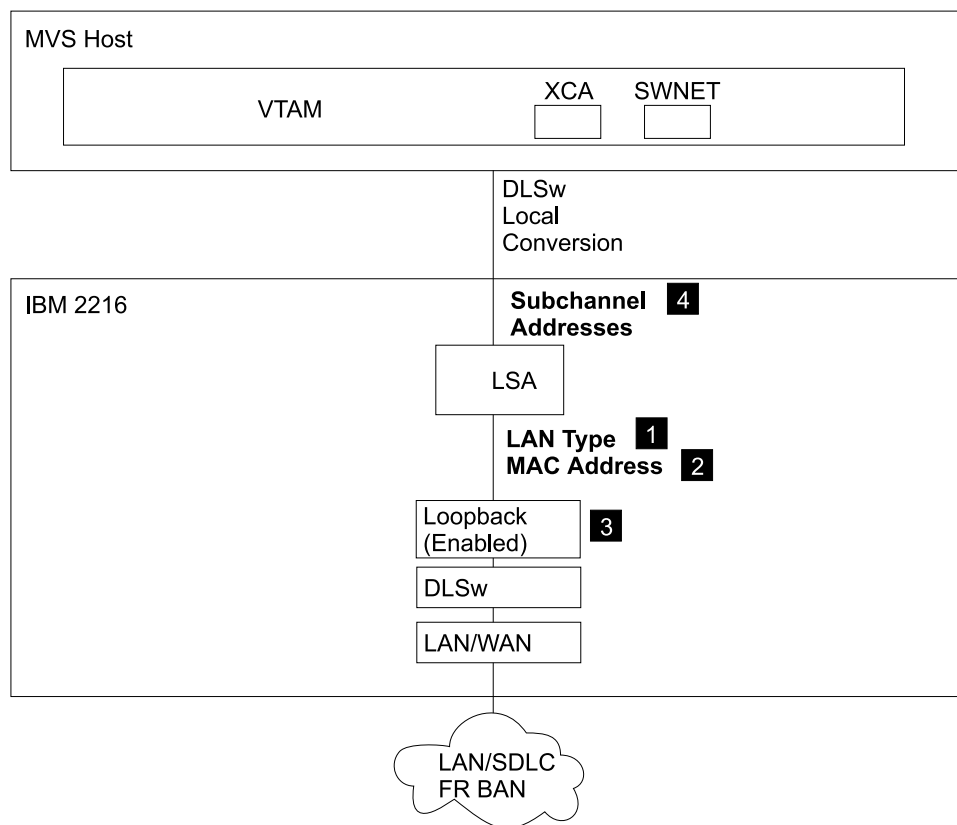 MVS Host
XCA SWNET
VTAM
DLSw
Local
Conversion
IBM 2216
Subchannel 4
Addresses
LSA
LAN Type 1
MAC Address 2
Loopback
(Enabled) 3
DLSw
LAN/WAN
LAN/SDLC
FR BAN